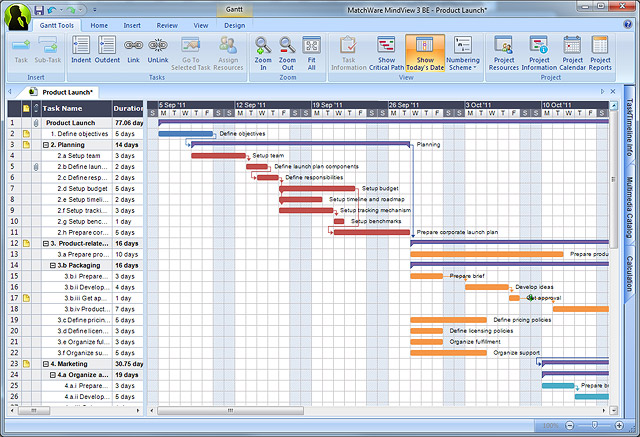 Gantt
MatchWare MindView 3 BE - Product Launch*
Gantt Tools Home Insert Review View Design
Task Sub-Task Indent Outdent Link Unlink Go To Selected Task Assign Resources Zoom In Zoom Out Fit All Task Information Show Critical Path Show Today's Date Numbering Scheme Project Resources Project Information Project Calendar Project Reports
Insert Tasks Zoom View Project
Product Launch*
Task Name Duration
5 Sep '11 12 Sep '11 19 Sep '11 26 Sep '11 3 Oct '11 10 Oct '11
S M T W T F S S M T W T F S S M T W T F S S M T W T F S S M T W T F S S M T W T F S
1 Product Launch 77.06 day
2 1. Define objectives 5 days Define objectives
3 2. Planning 14 days Planning
4 2.a Setup team 5 days Setup team
5 2.b Define laun... 2 days Define launch plan components
6 2.c Define resp... 2 days Define responsibilities
7 2.d Setup budget 5 days Setup budget
8 2.e Setup timeli... Setup timeline and roadmap
9 2.f Setup tracki... Setup tracking mechanism
10 2.g Setup benc... 1 day Setup benchmarks
11 2.h Prepare cor... 5 days Prepare corporate launch plan
12 3. Product-relate... 16 days
13 3.a Prepare pro... Prepare produ
14 3.b Packaging 16 days
15 3.b.i Prepare... 3 days Prepare brief
16 3.b.ii Develop... 4 days Develop ideas
17 3.b.iii Get ap... 1 day Get approval
18 3.b.iv Product...
19 3.c Define pricin... 5 days Define pricing policies
20 3.d Define licen... 3 days Define licensing policies
21 3.e Organize fu... 3 days Organize fulfillment
22 3.f Organize su... 5 days Organize support
23 4. Marketing 30.75 day
24 4.a Organize a... 19 days
25 4.a.i Prepare... 3 days Prepare b
26 4.a.ii Develop...
Task/Timeline Info
Multimedia Catalog
Calculation
100%